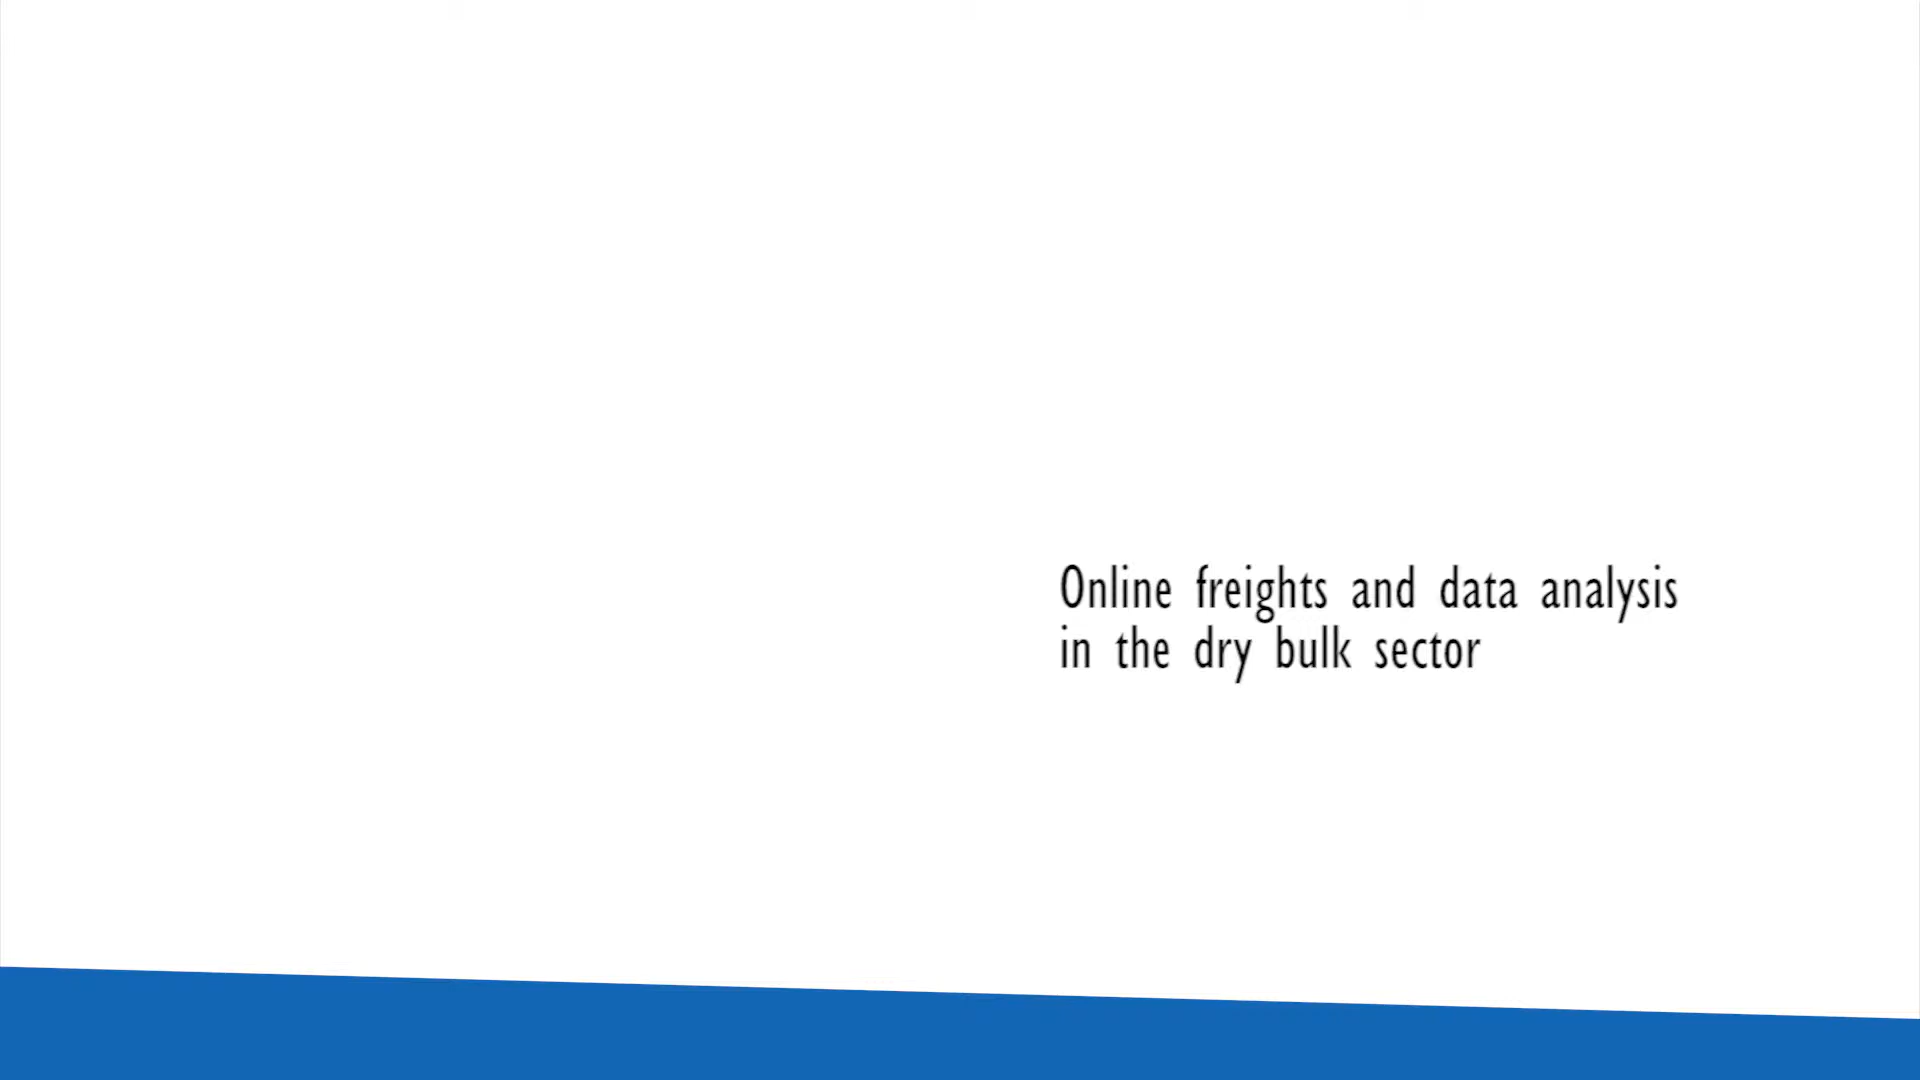 Online freights and data analysis
in the dry bulk sector